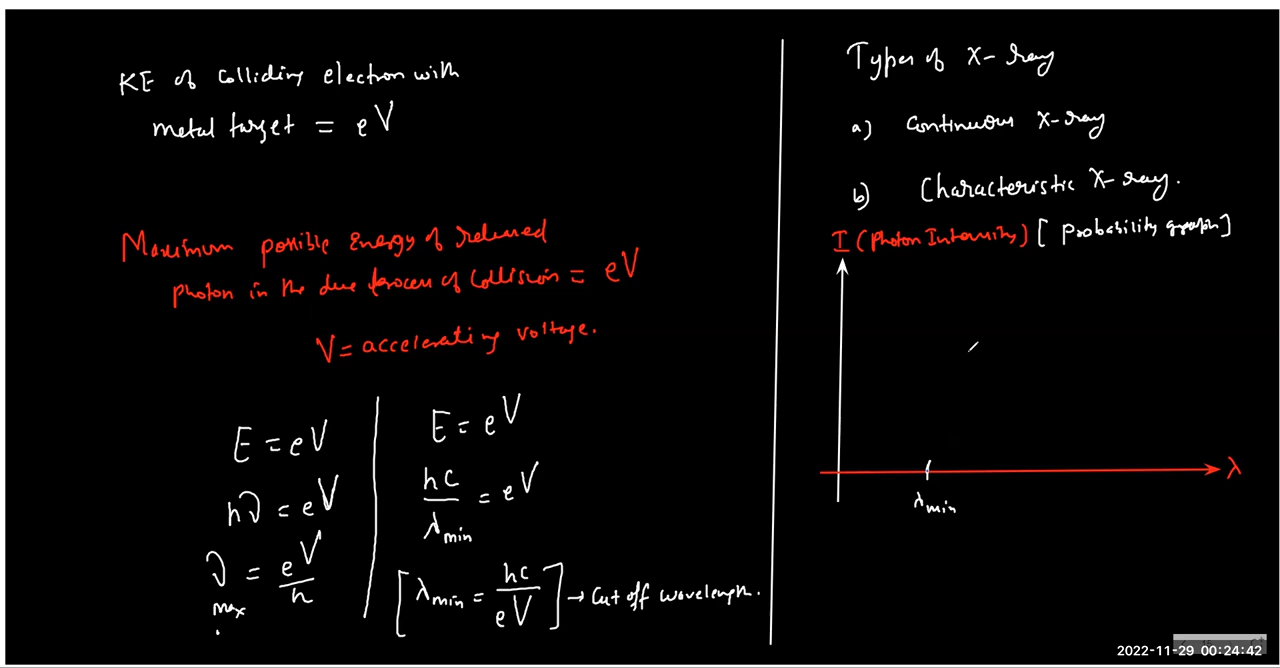 KE of colliding electron with
metal target = eV
Maximum possible energy of released
photon in the due process of collision = eV
V = accelerating voltage.
E = eV
hν = eV
ν max = eV/h
E = eV
hc/λmin = eV
[λmin = hc/eV] → Cut off wavelength.
Types of X-ray
a) Continuous X-ray
b) Characteristic X-ray.
I (Photon Intensity) [Probability graph]
λ
λmin
2022-11-29 00:24:42